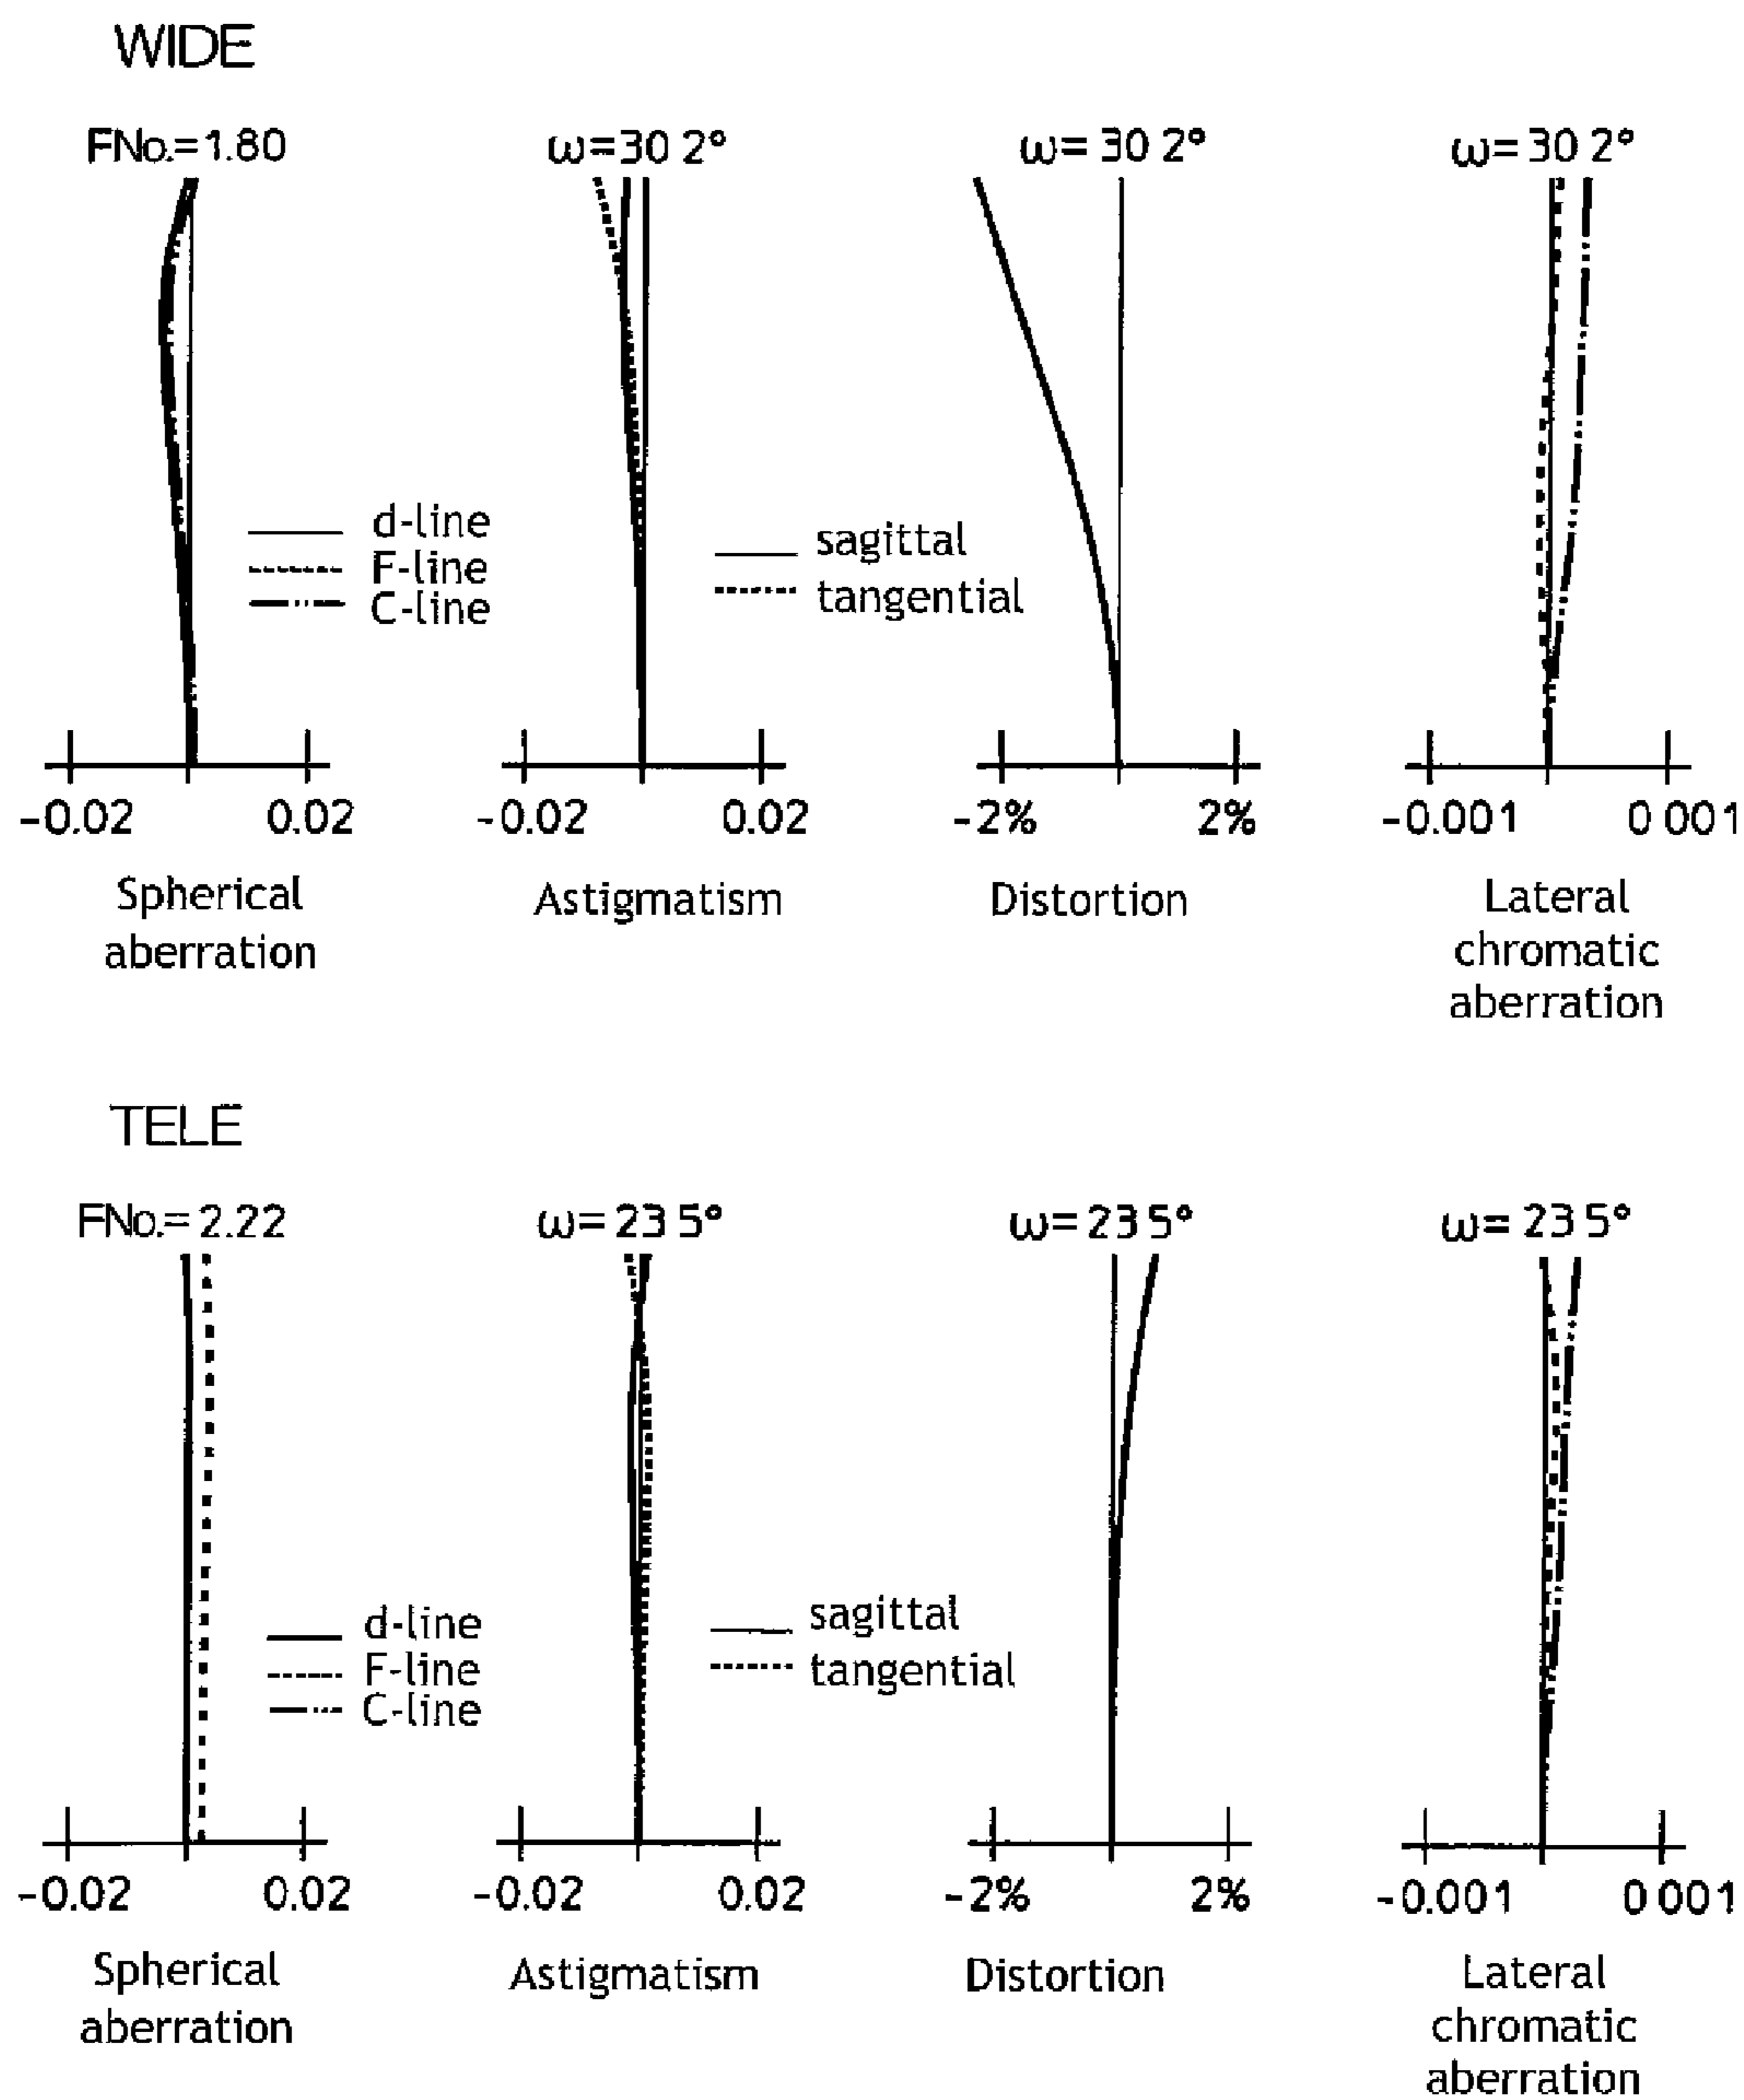 WIDE
FNo.=1.80
ω=30 2°
ω= 30 2°
ω= 30 2°
d-line
F-line
C-line
sagittal
tangential
-0.02 0.02
-0.02 0.02
-2% 2%
-0.001 0 001
Spherical
aberration
Astigmatism
Distortion
Lateral
chromatic
aberration
TELE
FNo.= 2.22
ω= 23 5°
ω= 23 5°
ω= 23 5°
d-line
F-line
C-line
sagittal
tangential
-0.02 0.02
-0.02 0.02
-2% 2%
-0.001 0 001
Spherical
aberration
Astigmatism
Distortion
Lateral
chromatic
aberration